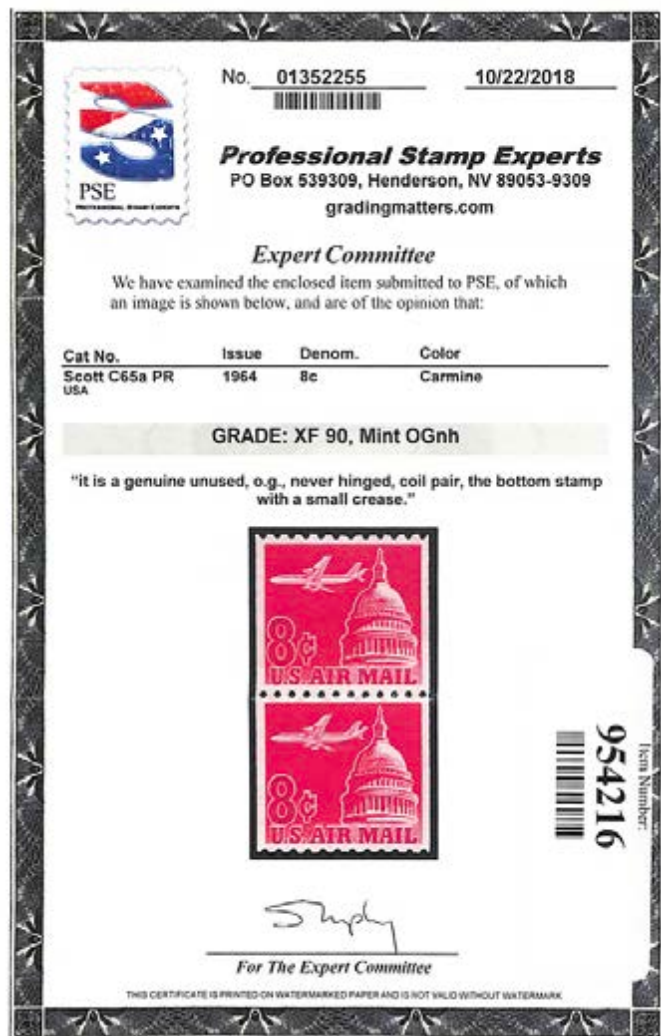 No. 01352255 10/22/2018
PSE
PROFESSIONAL STAMP EXPERTS
Professional Stamp Experts
PO Box 539309, Henderson, NV 89053-9309
gradingmatters.com
Expert Committee
We have examined the enclosed item submitted to PSE, of which
an image is shown below, and are of the opinion that:
Cat No. Issue Denom. Color
Scott C65a PR 1964 8c Carmine
USA
GRADE: XF 90, Mint OGnh
"it is a genuine unused, o.g., never hinged, coil pair, the bottom stamp
with a small crease."
8¢
U.S. AIR MAIL
8¢
U.S. AIR MAIL
Item Number:
954216
For The Expert Committee
THIS CERTIFICATE IS PRINTED ON WATERMARKED PAPER AND IS NOT VALID WITHOUT WATERMARK